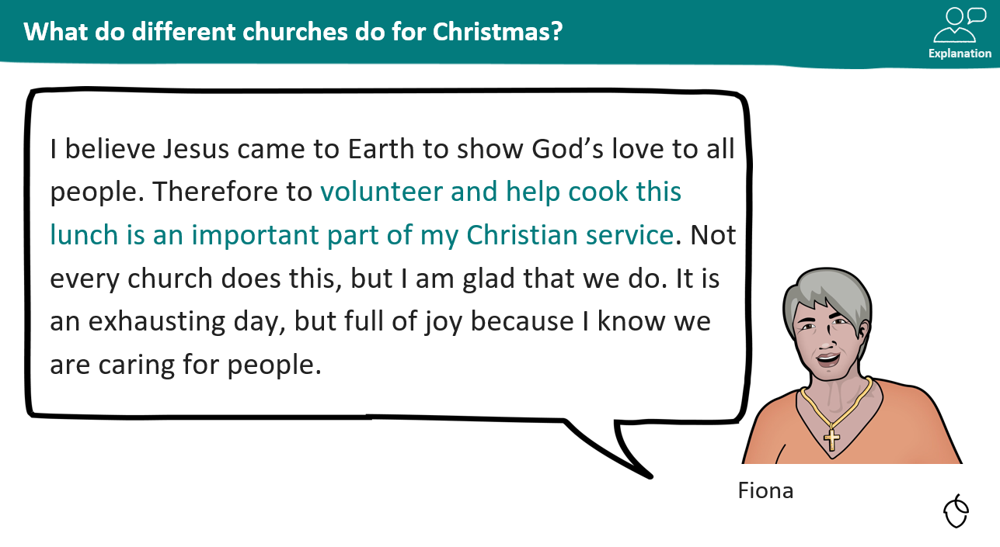 What do different churches do for Christmas?
Explanation
I believe Jesus came to Earth to show God’s love to all
people. Therefore to volunteer and help cook this
lunch is an important part of my Christian service. Not
every church does this, but I am glad that we do. It is
an exhausting day, but full of joy because I know we
are caring for people.
Fiona